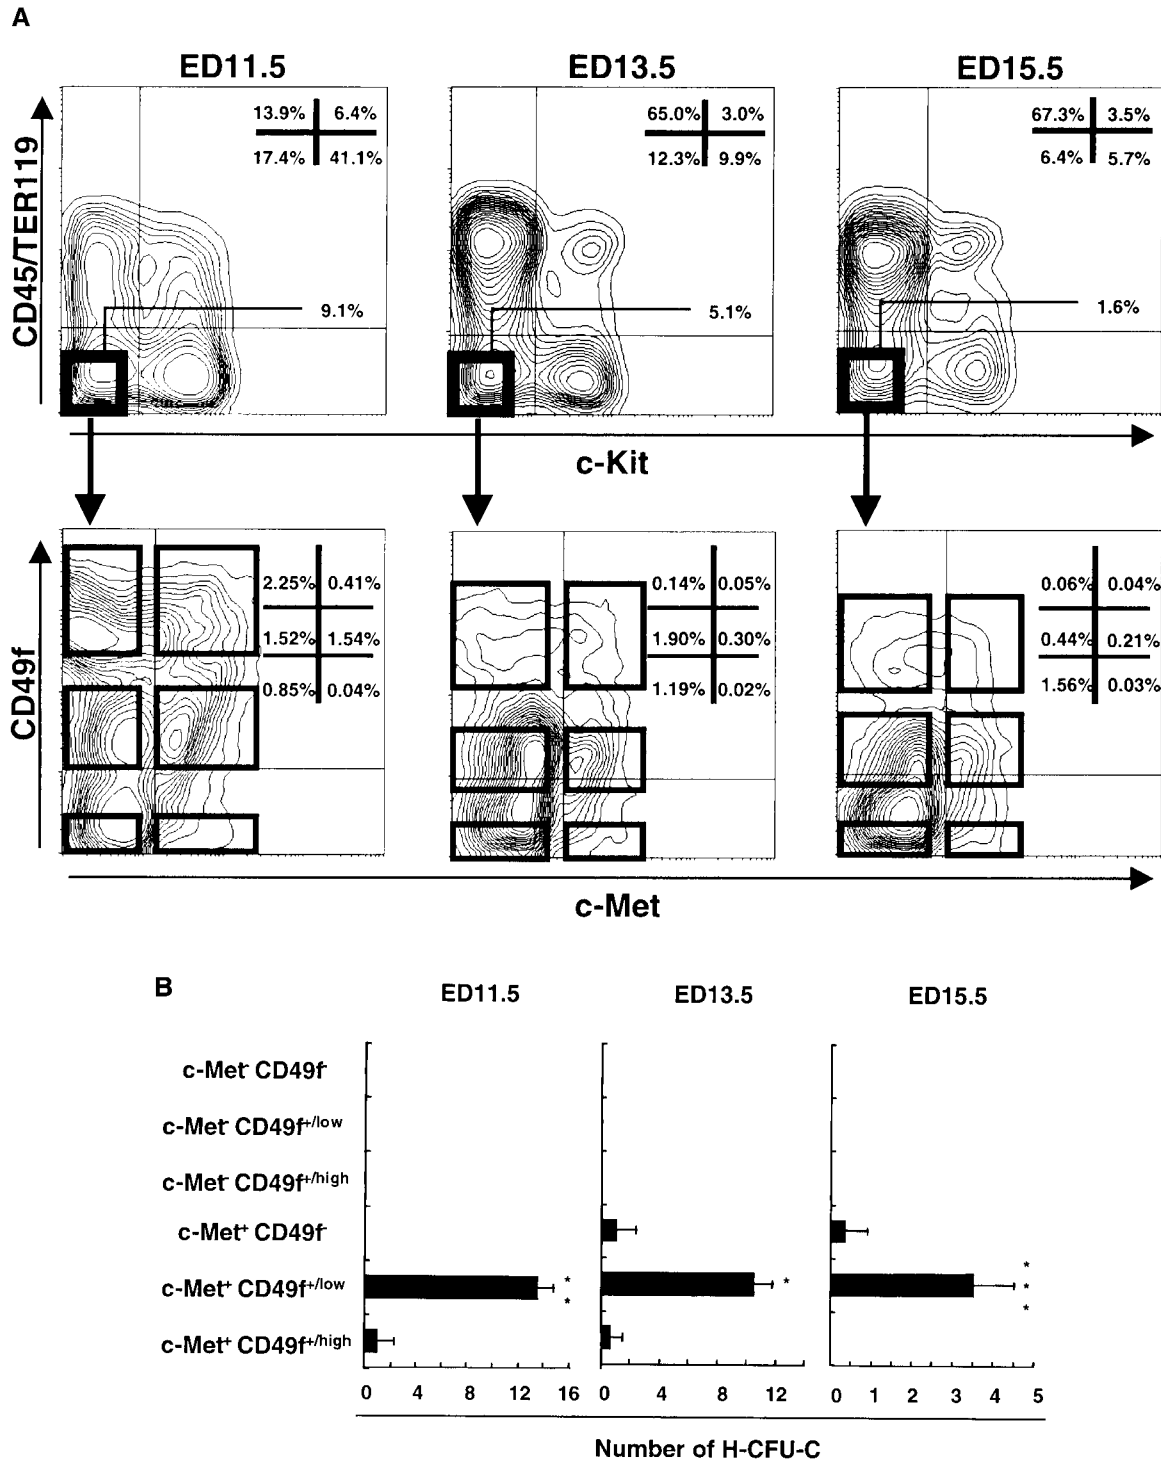 A
ED11.5 ED13.5 ED15.5
CD45/TER119
13.9% 6.4% 65.0% 3.0% 67.3% 3.5%
17.4% 41.1% 12.3% 9.9% 6.4% 5.7%
9.1% 5.1% 1.6%
c-Kit
CD49f
2.25% 0.41% 0.14% 0.05% 0.06% 0.04%
1.52% 1.54% 1.90% 0.30% 0.44% 0.21%
0.85% 0.04% 1.19% 0.02% 1.56% 0.03%
c-Met
B
ED11.5 ED13.5 ED15.5
c-Met⁻ CD49f⁻
c-Met⁻ CD49f⁺/ˡᵒʷ
c-Met⁻ CD49f⁺/ʰⁱᵍʰ
c-Met⁺ CD49f⁻
c-Met⁺ CD49f⁺/ˡᵒʷ
* * * * * *
c-Met⁺ CD49f⁺/ʰⁱᵍʰ
0 4 8 12 16 0 4 8 12 0 1 2 3 4 5
Number of H-CFU-C